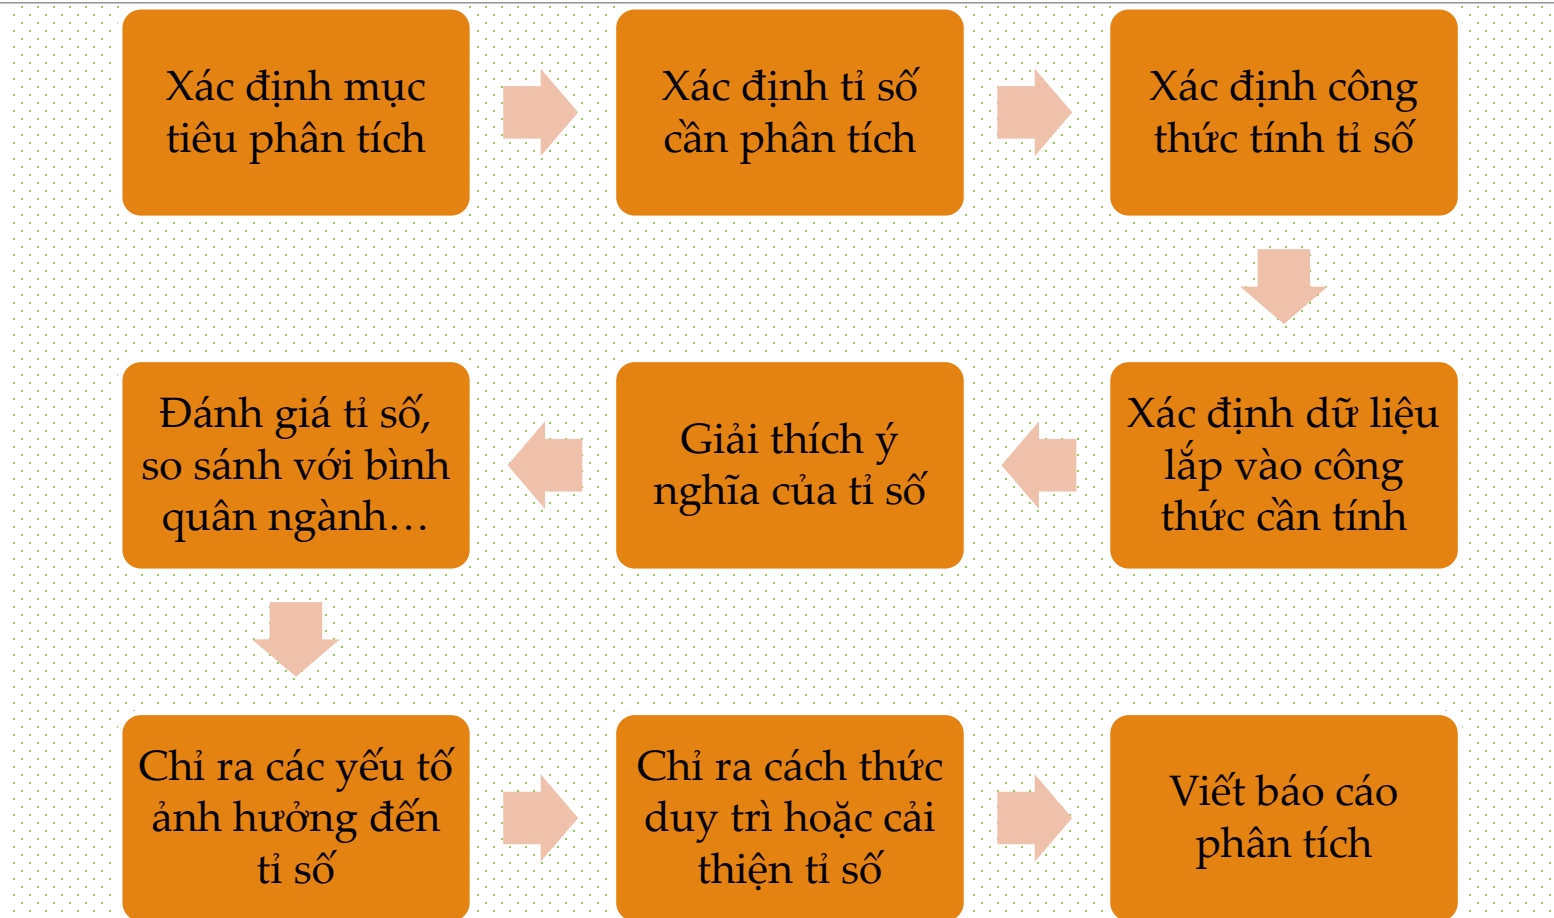 Xác định mục
tiêu phân tích
Xác định tỉ số
cần phân tích
Xác định công
thức tính tỉ số
Xác định dữ liệu
lắp vào công
thức cần tính
Giải thích ý
nghĩa của tỉ số
Đánh giá tỉ số,
so sánh với bình
quân ngành…
Chỉ ra các yếu tố
ảnh hưởng đến
tỉ số
Chỉ ra cách thức
duy trì hoặc cải
thiện tỉ số
Viết báo cáo
phân tích